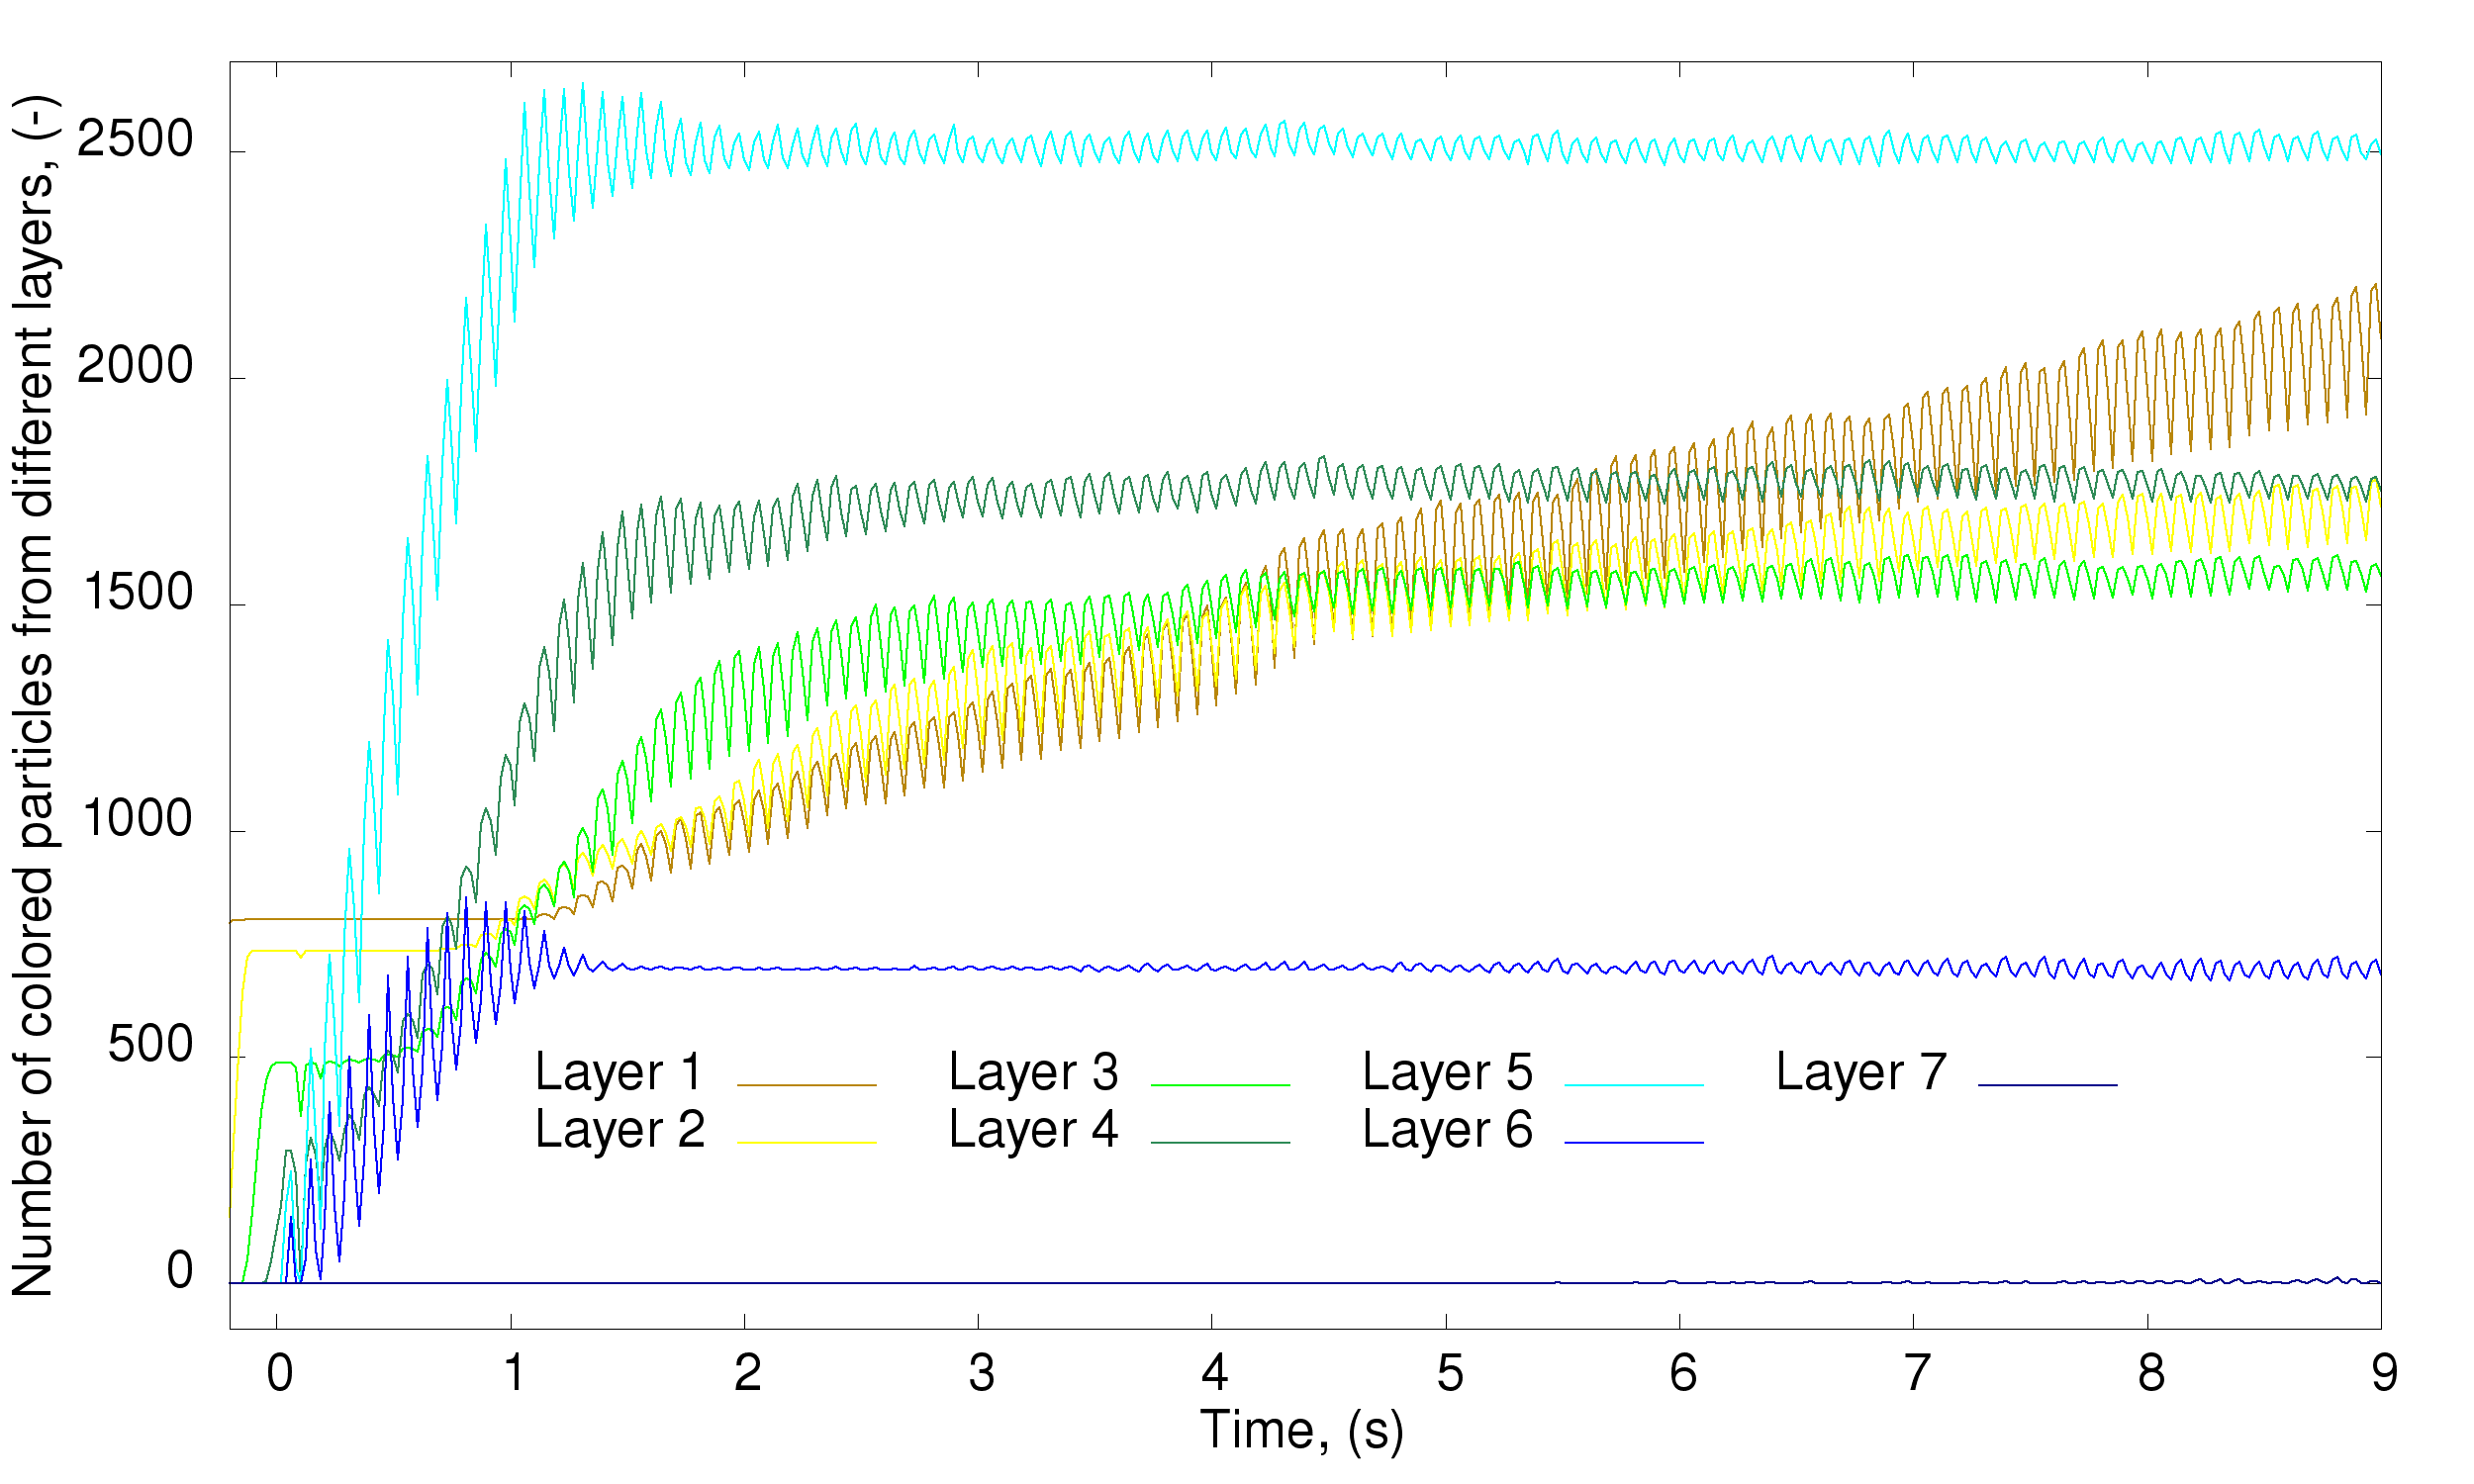 Number of colored particles from different layers, (-)
2500
2000
1500
1000
500
0
Layer 1
Layer 2
Layer 3
Layer 4
Layer 5
Layer 6
Layer 7
0 1 2 3 4 5 6 7 8 9
Time, (s)